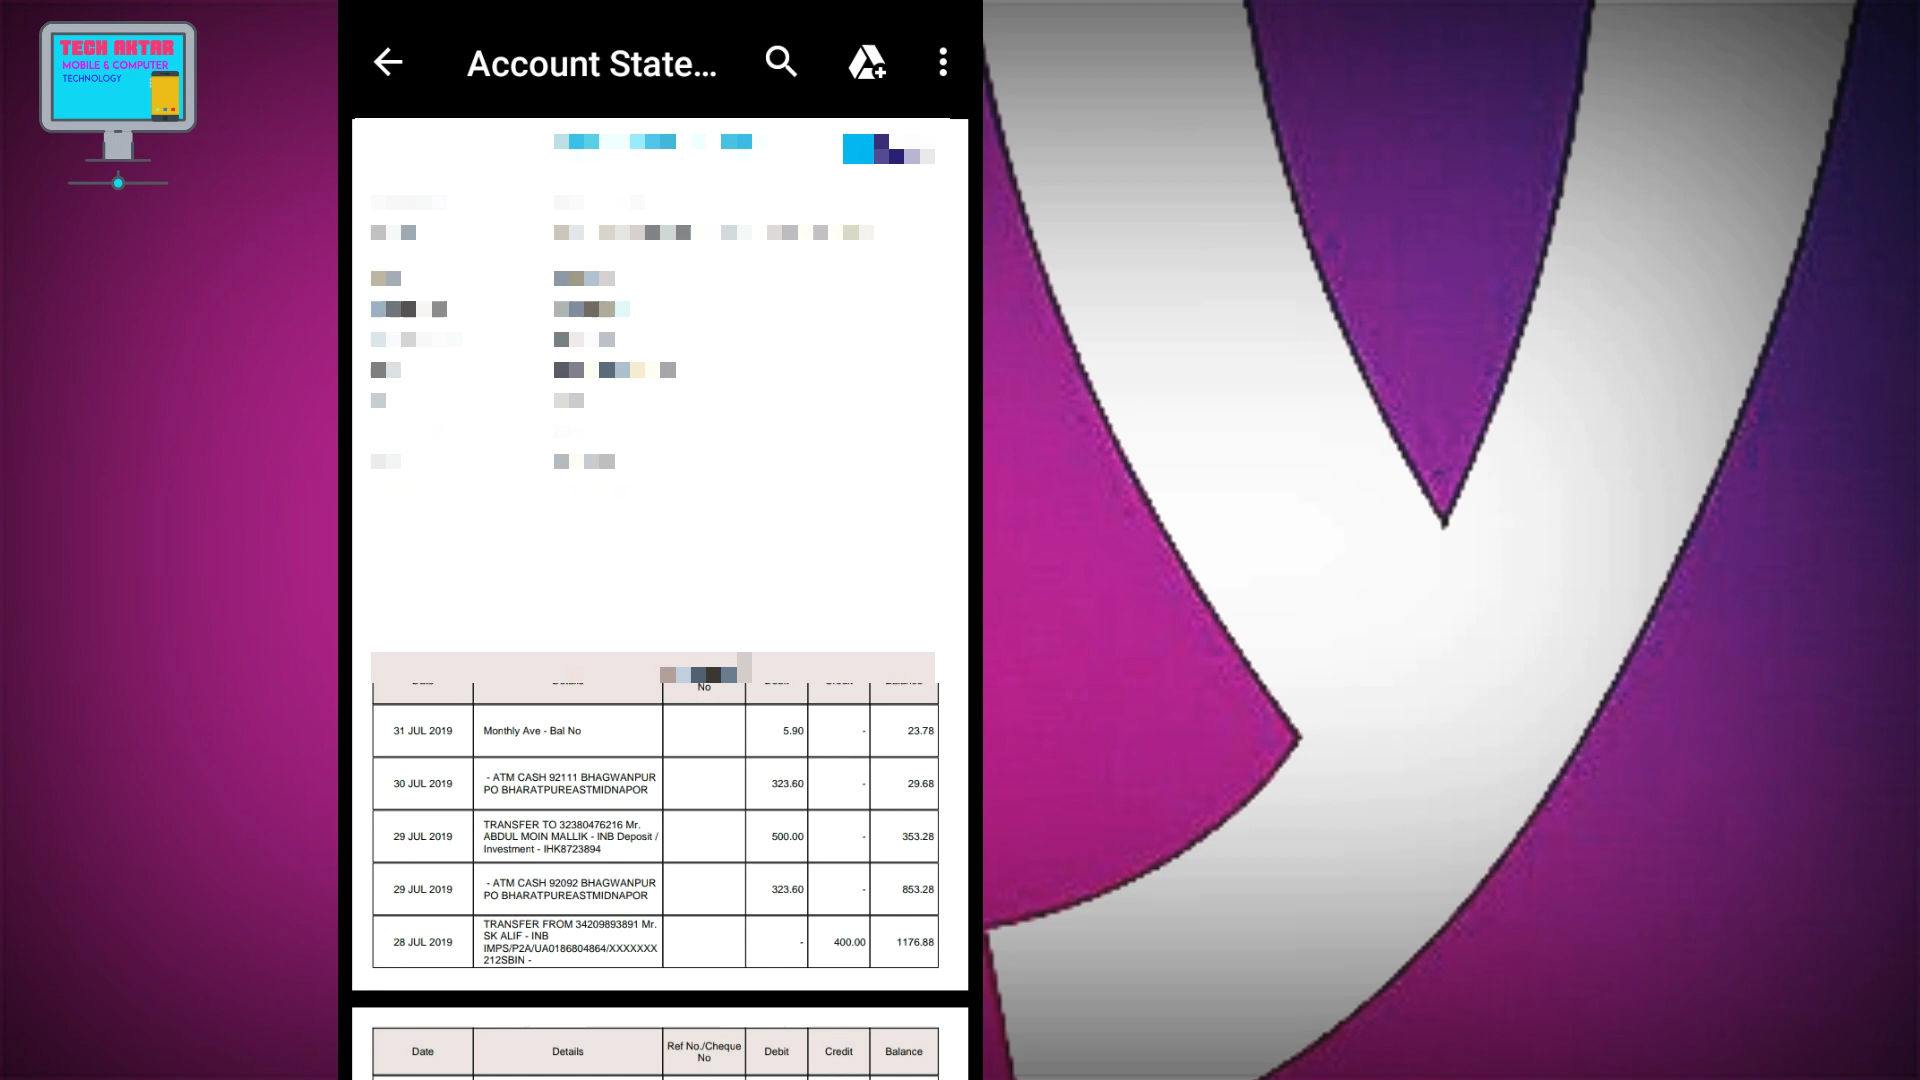 TECH AKTAR
MOBILE & COMPUTER
TECHNOLOGY
Account State...
No
31 JUL 2019 Monthly Ave - Bal No 5.90 - 23.78
30 JUL 2019 - ATM CASH 92111 BHAGWANPUR
PO BHARATPUREASTMIDNAPOR 323.60 - 29.68
29 JUL 2019 TRANSFER TO 32380476216 Mr.
ABDUL MOIN MALLIK - INB Deposit /
Investment - IHK8723894 500.00 - 353.28
29 JUL 2019 - ATM CASH 92092 BHAGWANPUR
PO BHARATPUREASTMIDNAPOR 323.60 - 853.28
28 JUL 2019 TRANSFER FROM 34209893891 Mr.
SK ALIF - INB
IMPS/P2A/UA0186804864/XXXXXXX
212SBIN - - 400.00 1176.88
Date Details Ref No./Cheque
No Debit Credit Balance